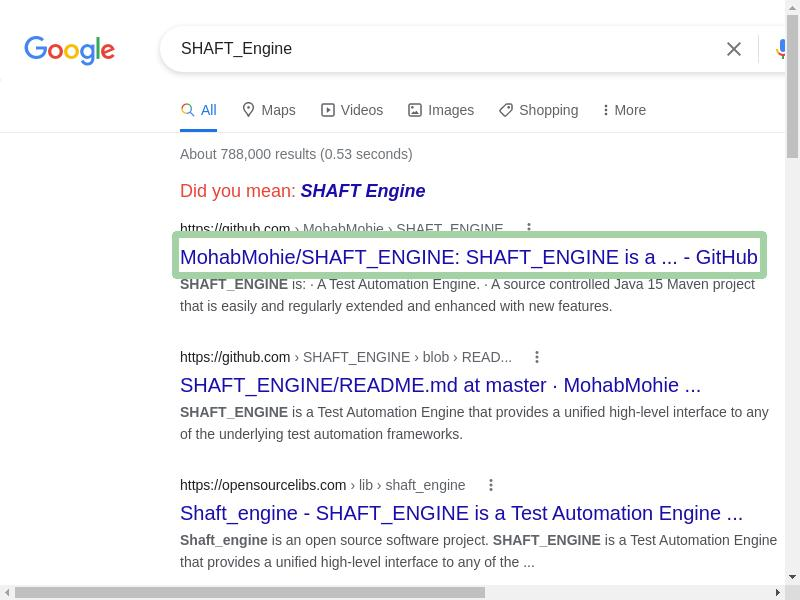 Google
SHAFT_Engine
All Maps Videos Images Shopping More
About 788,000 results (0.53 seconds)
Did you mean: SHAFT Engine
https://github.com › MohabMohie › SHAFT_ENGINE
MohabMohie/SHAFT_ENGINE: SHAFT_ENGINE is a ... - GitHub
SHAFT_ENGINE is: · A Test Automation Engine. · A source controlled Java 15 Maven project
that is easily and regularly extended and enhanced with new features.
https://github.com › SHAFT_ENGINE › blob › READ...
SHAFT_ENGINE/README.md at master · MohabMohie ...
SHAFT_ENGINE is a Test Automation Engine that provides a unified high-level interface to any
of the underlying test automation frameworks.
https://opensourcelibs.com › lib › shaft_engine
Shaft_engine - SHAFT_ENGINE is a Test Automation Engine ...
Shaft_engine is an open source software project. SHAFT_ENGINE is a Test Automation Engine
that provides a unified high-level interface to any of the ...